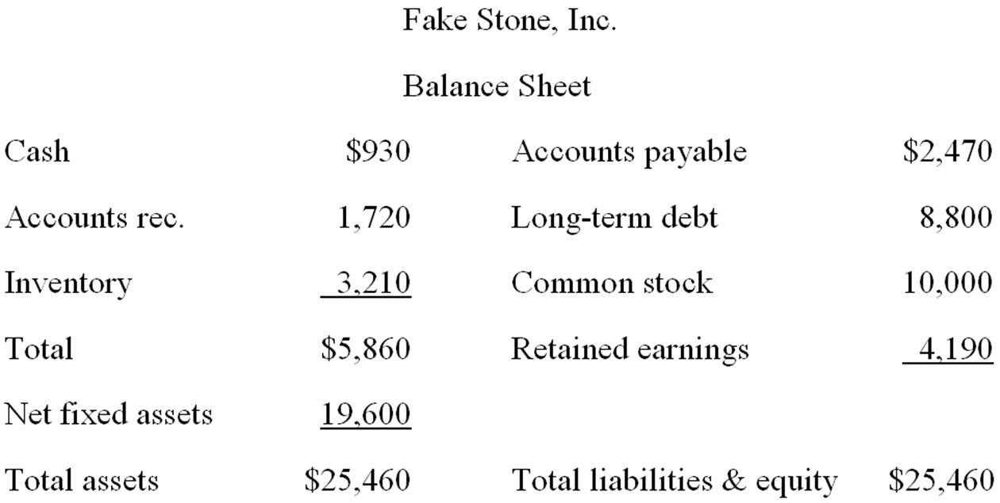 Fake Stone, Inc.
Balance Sheet
Cash $930 Accounts payable $2,470
Accounts rec. 1,720 Long-term debt 8,800
Inventory 3,210 Common stock 10,000
Total $5,860 Retained earnings 4,190
Net fixed assets 19,600
Total assets $25,460 Total liabilities & equity $25,460